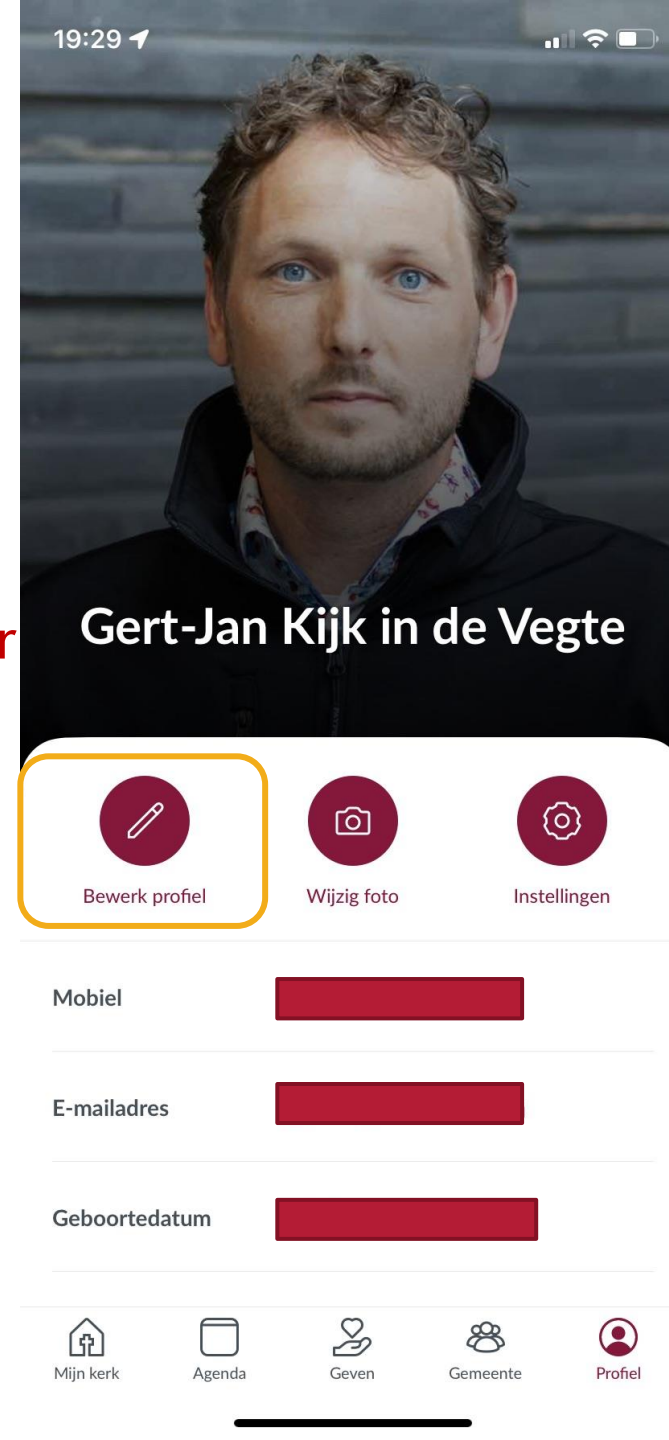 19:29
r
Gert-Jan Kijk in de Vegte
Bewerk profiel
Wijzig foto
Instellingen
Mobiel
E-mailadres
Geboortedatum
Mijn kerk
Agenda
Geven
Gemeente
Profiel